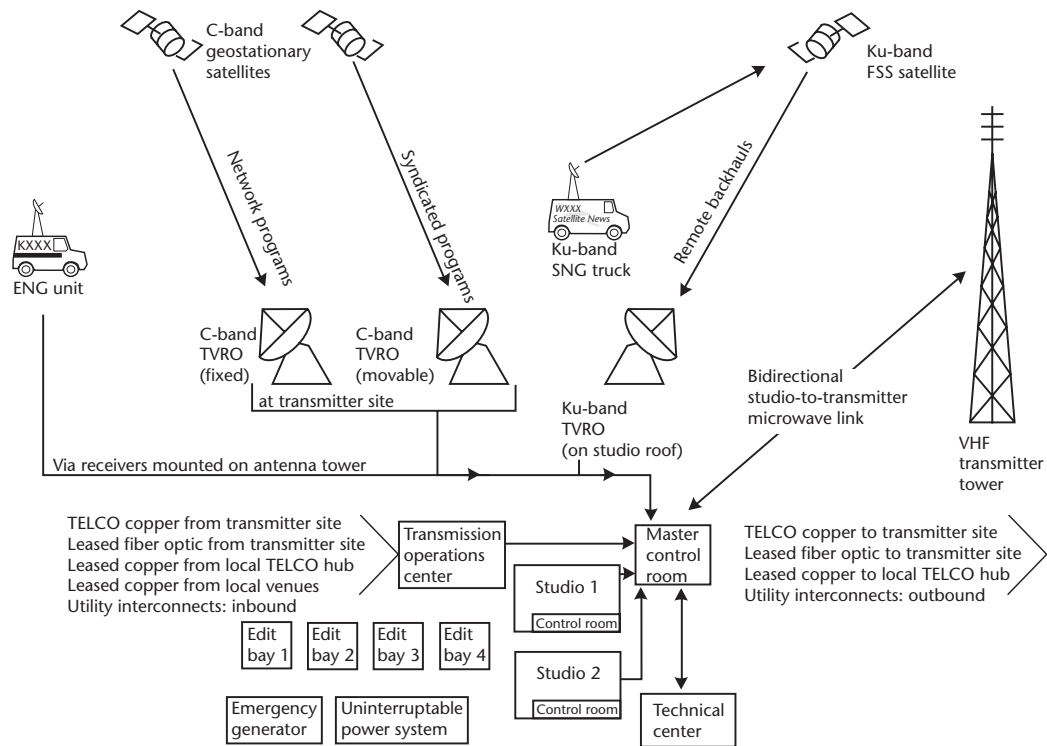 C-band
geostationary
satellites
Ku-band
FSS satellite
Network programs
Syndicated programs
Remote backhauls
KXXX
ENG unit
WXXX
Satellite News
Ku-band
SNG truck
C-band
TVRO
(fixed)
C-band
TVRO
(movable)
at transmitter site
Ku-band
TVRO
(on studio roof)
Bidirectional
studio-to-transmitter
microwave link
VHF
transmitter
tower
Via receivers mounted on antenna tower
TELCO copper from transmitter site
Leased fiber optic from transmitter site
Leased copper from local TELCO hub
Leased copper from local venues
Utility interconnects: inbound
Transmission
operations
center
Master
control
room
TELCO copper to transmitter site
Leased fiber optic to transmitter site
Leased copper to local TELCO hub
Utility interconnects: outbound
Studio 1
Control room
Edit
bay 1
Edit
bay 2
Edit
bay 3
Edit
bay 4
Studio 2
Control room
Emergency
generator
Uninterruptable
power system
Technical
center